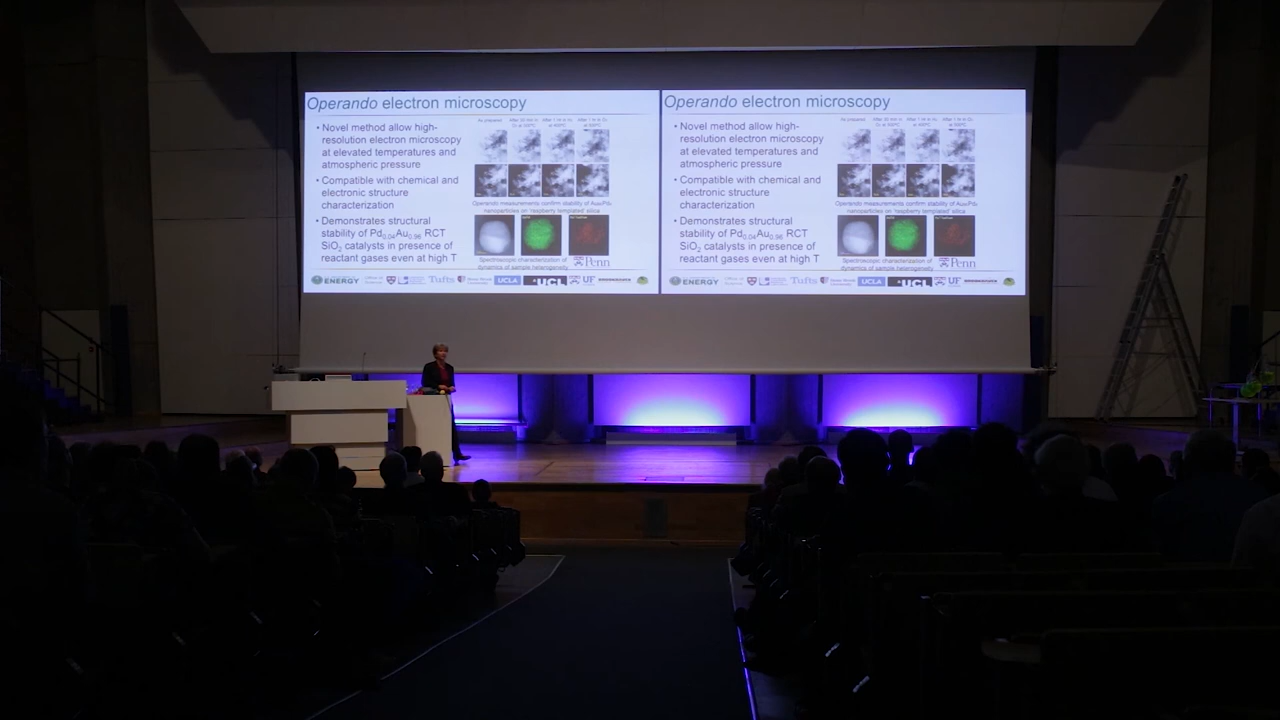 Operando electron microscopy
• Novel method allow high-
resolution electron microscopy
at elevated temperatures and
atmospheric pressure
• Compatible with chemical and
electronic structure
characterization
• Demonstrates structural
stability of Pd0.04Au0.96 RCT
SiO2 catalysts in presence of
reactant gases even at high T
As prepared
Operando measurements confirm stability of
nanoparticles on 'raspberry templated' silica
Spectroscopic characterization of
dynamics of sample heterogeneity
Penn
ENERGY Tufts UCLA UCL UF
Operando electron microscopy
• Novel method allow high-
resolution electron microscopy
at elevated temperatures and
atmospheric pressure
• Compatible with chemical and
electronic structure
characterization
• Demonstrates structural
stability of Pd0.04Au0.96 RCT
SiO2 catalysts in presence of
reactant gases even at high T
As prepared
Operando measurements confirm stability of
nanoparticles on 'raspberry templated' silica
Spectroscopic characterization of
dynamics of sample heterogeneity
Penn
ENERGY Tufts UCLA UCL UF